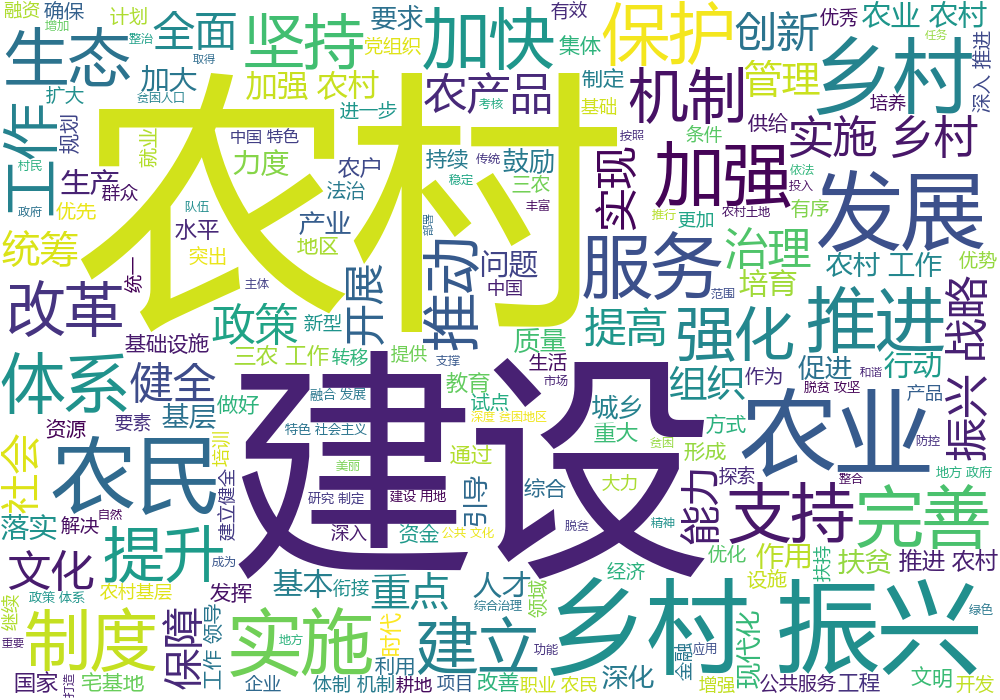 融资
确保
计划
增加
整治
取得
生态
全面
坚持
要求
党组织
加快
有效
集体
保护
创新
优秀
农业 农村
任务
乡村
深入 推进
扩大
加大
贫困人口
加强 农村
进一步
农产品
考核
制定
基础
机制
管理
供给
培养
工作
规划
就业
村民
政府
生产
群众
优先
中国 特色
力度
队伍
农村
农户
法治
持续
传统
稳定
鼓励
三农
丰富
按照
实现
推行
条件
加强
更加
农村土地
依法
投入
有序
实施 乡村
发展
统筹
水平
统一
突出
产业
地区
主体
开展
推动
问题
中国
服务
范围
治理
培育
农村 工作
优势
改革
基础设施
政策
新型
三农 工作
转移
提供
支撑
质量
生活
市场
提高
强化
推进
促进
行动
战略
体系
健全
基层
做好
要素
资源
融合 发展
特色 社会主义
教育
试点
深度 贫困地区
建设
城乡
重大
组织
作为
方式
形成
脱贫 攻坚
和谐
产品
防控
振兴
农业
社会
农民
培训
建立健全
美丽
研究 制定
建设 用地
通过
引导
综合
大力
贫困
能力
探索
支持
整合
地方 政府
完善
落实
解决
自然
提升
成为
深入
资金
公共 文化
脱贫
精神
优化
作用
设施
扶持
扶贫
推进 农村
文化
政策 体系
农村基层
发挥
基本
衔接
重点
人才
综合治理
领域
经济
绿色
继续
重要
制度
保障
工作 领导
实施
地方
时代
建立
功能
乡村 振兴
金融
应用
现代化
国家
打造
宅基地
企业
体制 机制
利用
耕地
项目
改善
职业 农民
深化
增强
公共服务
工程
文明
开发